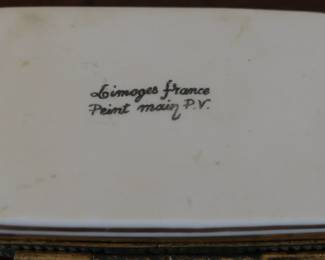 Limoges france
Peint main P.V.